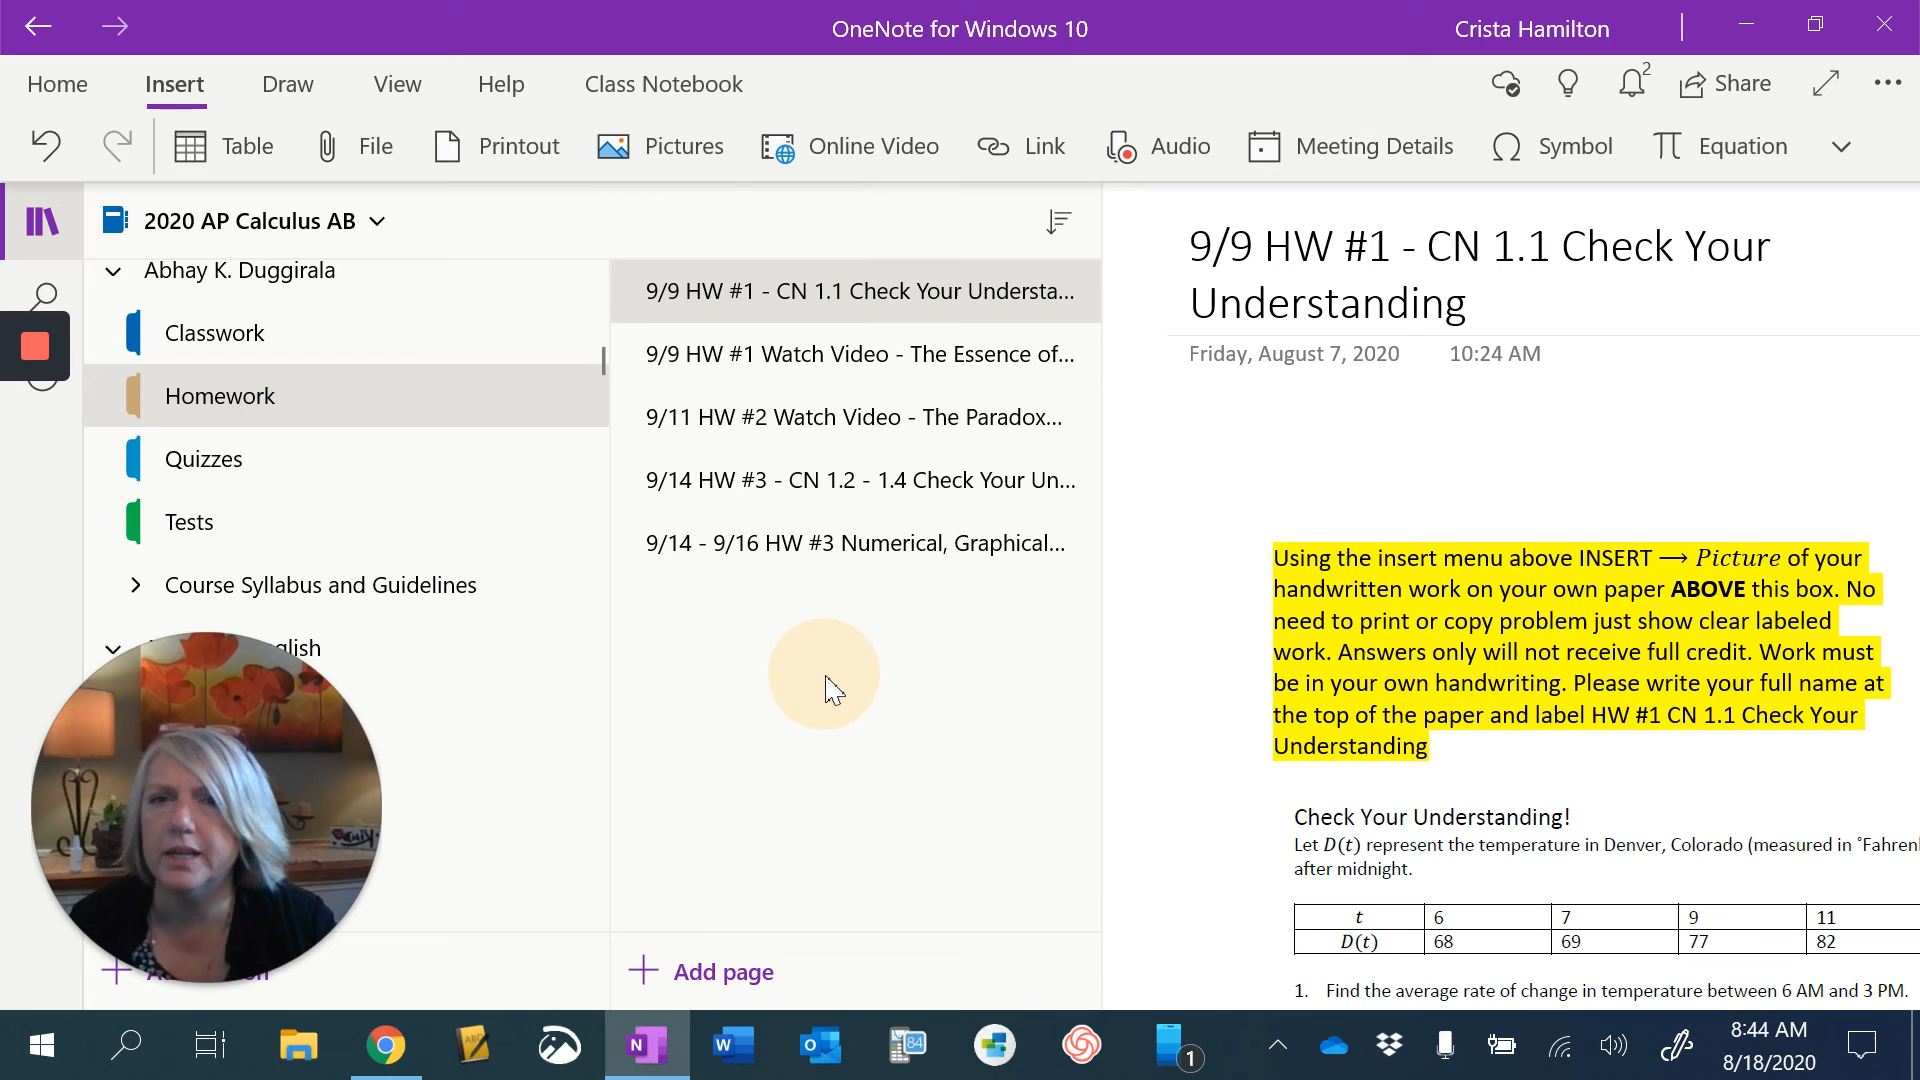 OneNote for Windows 10
Crista Hamilton
Home Insert Draw View Help Class Notebook
2
Share
Table File Printout Pictures Online Video Link Audio Meeting Details Symbol Equation
2020 AP Calculus AB
Abhay K. Duggirala
Classwork
Homework
Quizzes
Tests
Course Syllabus and Guidelines
glish
9/9 HW #1 - CN 1.1 Check Your Understa...
9/9 HW #1 Watch Video - The Essence of...
9/11 HW #2 Watch Video - The Paradox...
9/14 HW #3 - CN 1.2 - 1.4 Check Your Un...
9/14 - 9/16 HW #3 Numerical, Graphical...
Add page
9/9 HW #1 - CN 1.1 Check Your
Understanding
Friday, August 7, 2020 10:24 AM
Using the insert menu above INSERT ⟶ Picture of your
handwritten work on your own paper ABOVE this box. No
need to print or copy problem just show clear labeled
work. Answers only will not receive full credit. Work must
be in your own handwriting. Please write your full name at
the top of the paper and label HW #1 CN 1.1 Check Your
Understanding
Check Your Understanding!
Let D(t) represent the temperature in Denver, Colorado (measured in °Fahrenl
after midnight.
t 6 7 9 11
D(t) 68 69 77 82
1. Find the average rate of change in temperature between 6 AM and 3 PM.
ABC
N
W
O
84
1
8:44 AM
8/18/2020